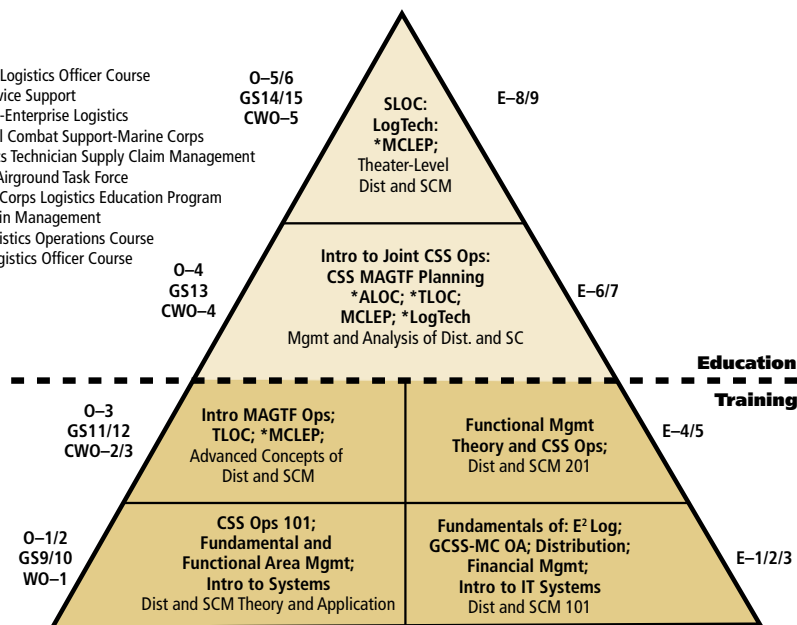 Logistics Officer Course
vice Support
-Enterprise Logistics
l Combat Support-Marine Corps
s Technician Supply Claim Management
Airground Task Force
Corps Logistics Education Program
in Management
istics Operations Course
gistics Officer Course
O–5/6
GS14/15
CWO–5
SLOC:
LogTech:
*MCLEP;
Theater-Level
Dist and SCM
E–8/9
O–4
GS13
CWO–4
Intro to Joint CSS Ops:
CSS MAGTF Planning
*ALOC; *TLOC;
MCLEP; *LogTech
Mgmt and Analysis of Dist. and SC
E–6/7
Education
Training
O–3
GS11/12
CWO–2/3
Intro MAGTF Ops;
TLOC; *MCLEP;
Advanced Concepts of
Dist and SCM
Functional Mgmt
Theory and CSS Ops;
Dist and SCM 201
E–4/5
O–1/2
GS9/10
WO–1
CSS Ops 101;
Fundamental and
Functional Area Mgmt;
Intro to Systems
Dist and SCM Theory and Application
Fundamentals of: E² Log;
GCSS-MC OA; Distribution;
Financial Mgmt;
Intro to IT Systems
Dist and SCM 101
E–1/2/3